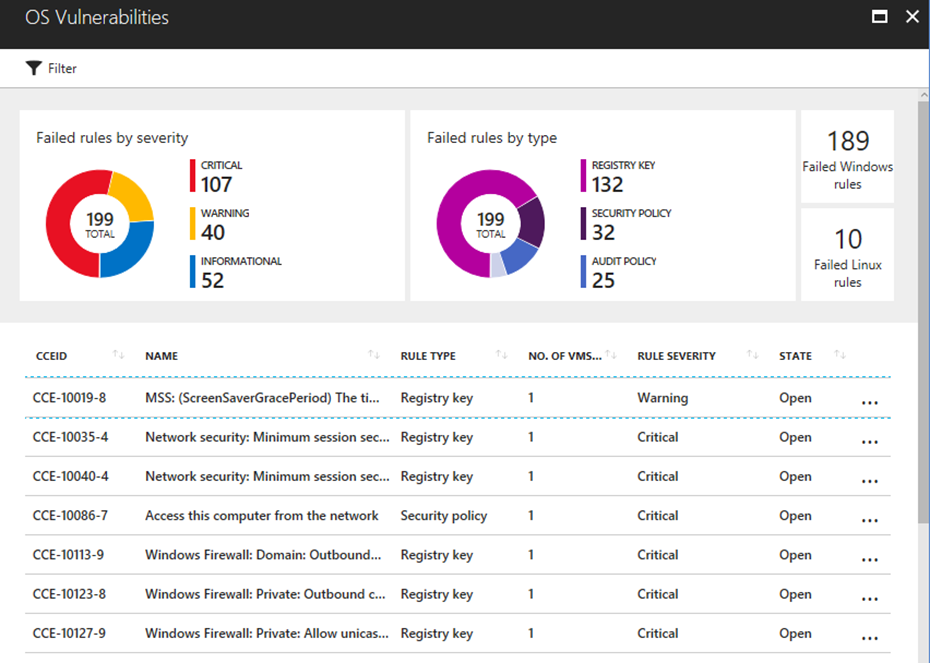 OS Vulnerabilities
Filter
Failed rules by severity
199
TOTAL
CRITICAL
107
WARNING
40
INFORMATIONAL
52
Failed rules by type
199
TOTAL
REGISTRY KEY
132
SECURITY POLICY
32
AUDIT POLICY
25
189
Failed Windows
rules
10
Failed Linux
rules
CCEID NAME RULE TYPE NO. OF VMS... RULE SEVERITY STATE
CCE-10019-8 MSS: (ScreenSaverGracePeriod) The ti... Registry key 1 Warning Open ...
CCE-10035-4 Network security: Minimum session sec... Registry key 1 Critical Open ...
CCE-10040-4 Network security: Minimum session sec... Registry key 1 Critical Open ...
CCE-10086-7 Access this computer from the network Security policy 1 Critical Open ...
CCE-10113-9 Windows Firewall: Domain: Outbound... Registry key 1 Critical Open ...
CCE-10123-8 Windows Firewall: Private: Outbound c... Registry key 1 Critical Open ...
CCE-10127-9 Windows Firewall: Private: Allow unicas... Registry key 1 Critical Open ...